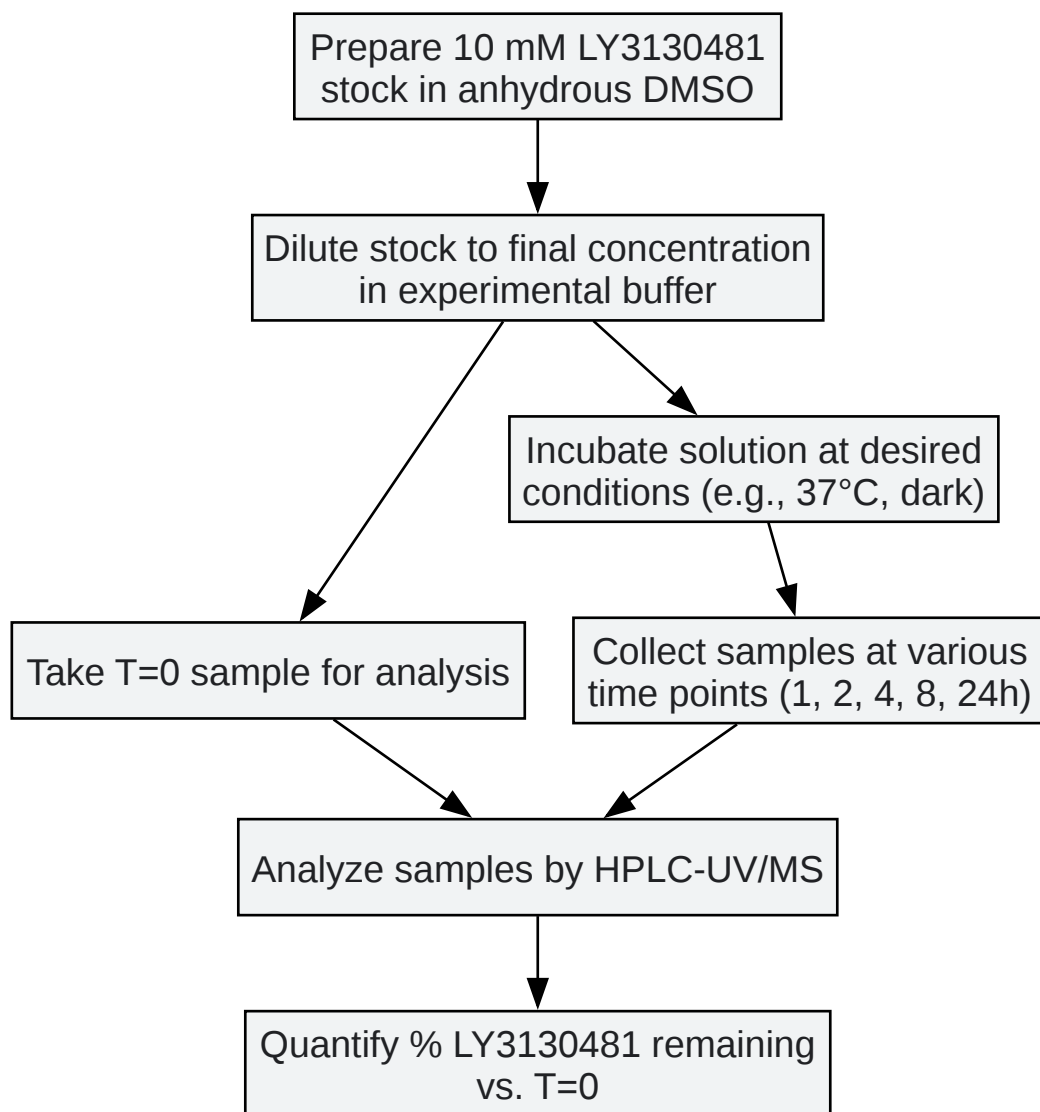 Prepare 10 mM LY3130481
stock in anhydrous DMSO
Dilute stock to final concentration
in experimental buffer
Incubate solution at desired
conditions (e.g., 37°C, dark)
Take T=0 sample for analysis
Collect samples at various
time points (1, 2, 4, 8, 24h)
Analyze samples by HPLC-UV/MS
Quantify % LY3130481 remaining
vs. T=0